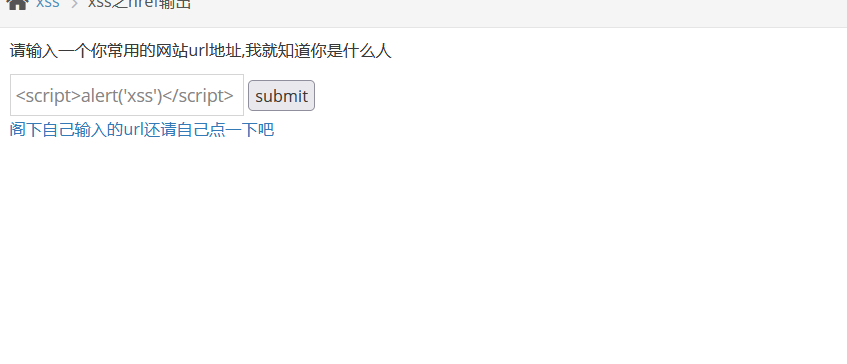 xss > xss之href输出
请输入一个你常用的网站url地址,我就知道你是什么人
<script>alert('xss')</script> submit
阁下自己输入的url还请自己点一下吧